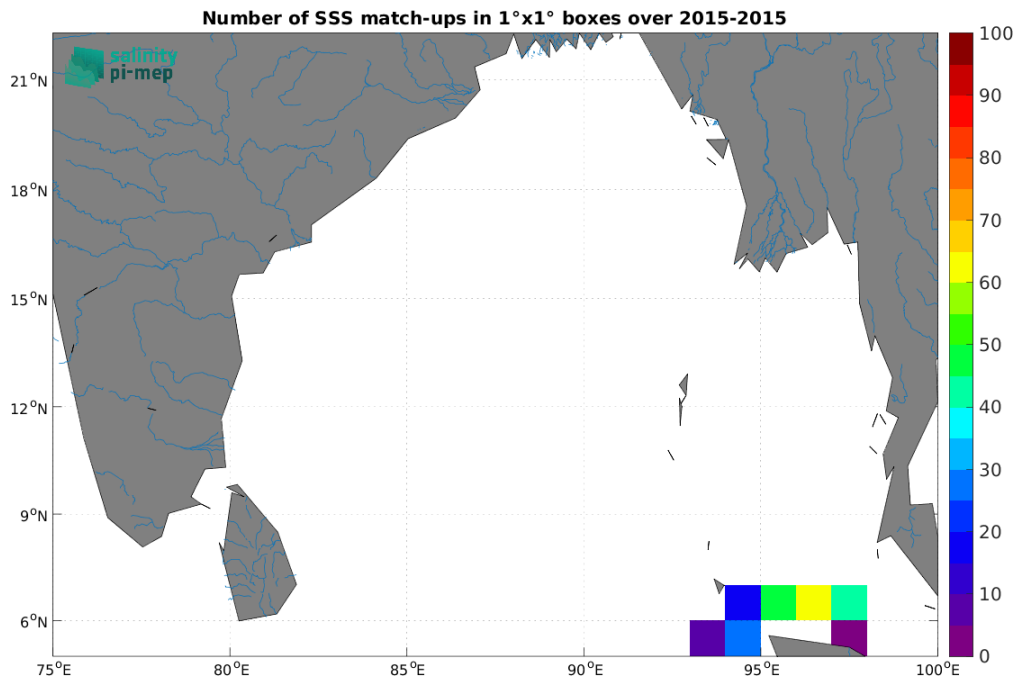 Number of SSS match-ups in 1°x1° boxes over 2015-2015
salinity
pi-mep
21°N
18°N
15°N
12°N
9°N
6°N
75°E
80°E
85°E
90°E
95°E
100°E
100
90
80
70
60
50
40
30
20
10
0